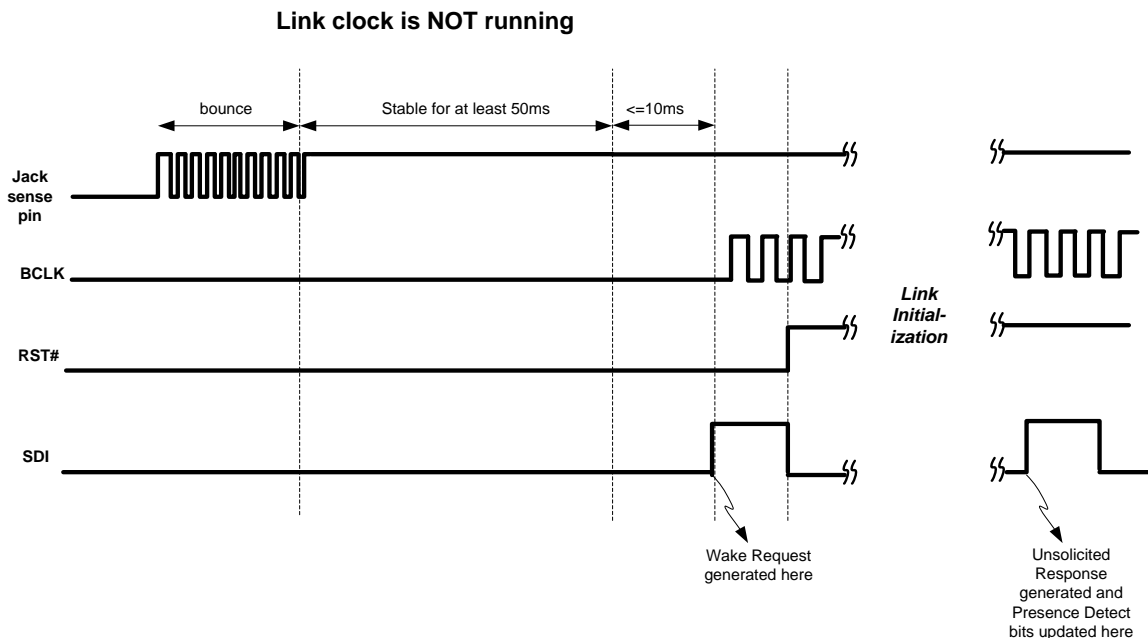 Link clock is NOT running
bounce
Stable for at least 50ms
<=10ms
Jack
sense
pin
BCLK
Link
Initial-
ization
RST#
SDI
Wake Request
generated here
Unsolicited
Response
generated and
Presence Detect
bits updated here